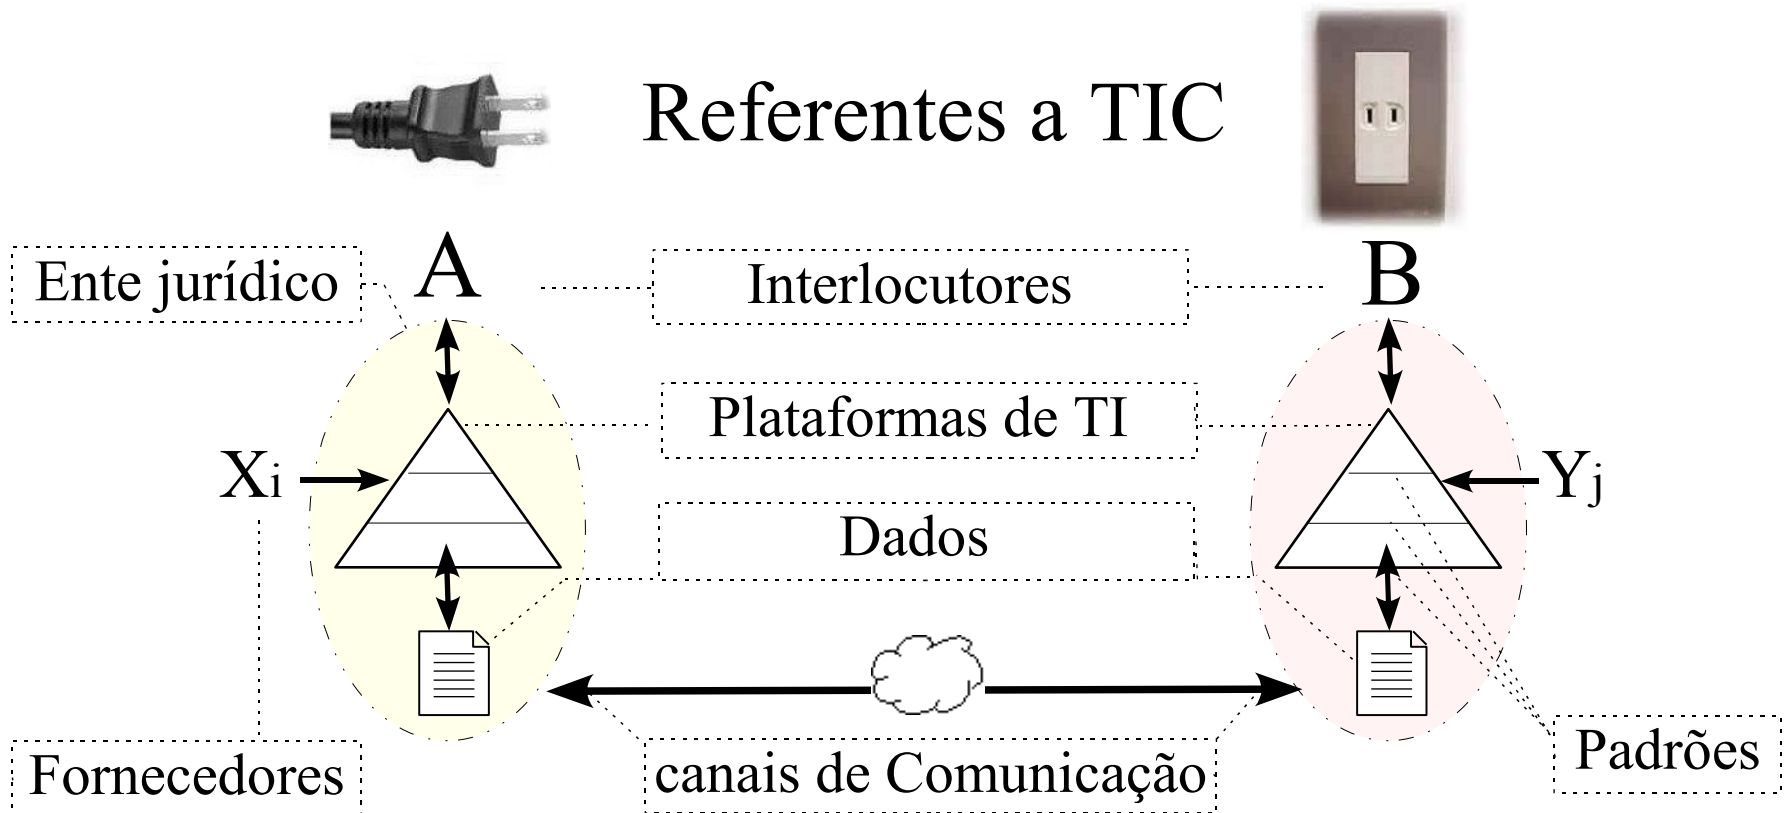 Referentes a TIC
Ente jurídico
A
Interlocutores
B
Plataformas de TI
Xi
Yj
Dados
Fornecedores
canais de Comunicação
Padrões